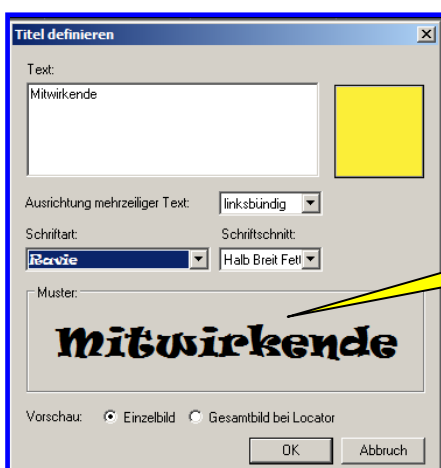 Titel definieren
Text:
Mitwirkende
Ausrichtung mehrzeiliger Text: linksbündig
Schriftart: Schriftschnitt:
Ravie Halb Breit Fett
Muster:
Mitwirkende
Vorschau: Einzelbild Gesamtbild bei Locator
OK Abbruch